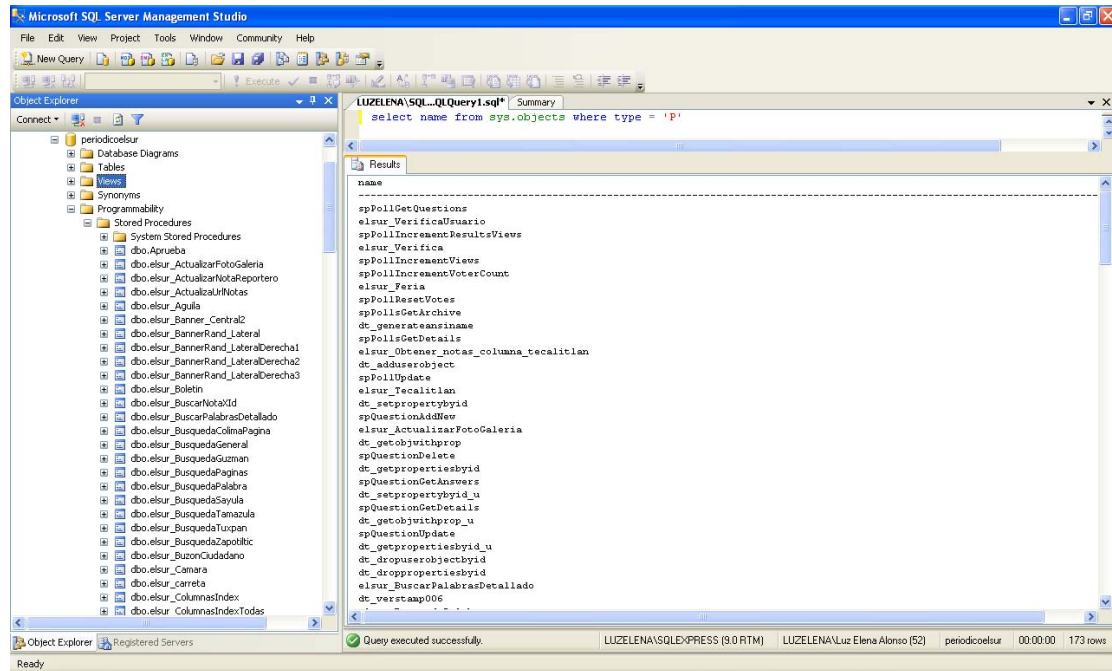 Microsoft SQL Server Management Studio
File Edit View Project Tools Window Community Help
New Query
Execute
Object Explorer
Connect
periodicoelsur
Database Diagrams
Tables
Views
Synonyms
Programmability
Stored Procedures
System Stored Procedures
dbo.Aprueba
dbo.elsur_ActualizarFotoGaleria
dbo.elsur_ActualizarNotaReportero
dbo.elsur_ActualizaUrlNotas
dbo.elsur_Aguila
dbo.elsur_Banner_Central2
dbo.elsur_BannerRand_Lateral
dbo.elsur_BannerRand_LateralDerecha1
dbo.elsur_BannerRand_LateralDerecha2
dbo.elsur_BannerRand_LateralDerecha3
dbo.elsur_Boletin
dbo.elsur_BuscarNotaXId
dbo.elsur_BuscarPalabrasDetallado
dbo.elsur_BusquedaColimaPagina
dbo.elsur_BusquedaGeneral
dbo.elsur_BusquedaGuzman
dbo.elsur_BusquedaPaginas
dbo.elsur_BusquedaPalabra
dbo.elsur_BusquedaSayula
dbo.elsur_BusquedaTamazula
dbo.elsur_BusquedaTuxpan
dbo.elsur_BusquedaZapotiltic
dbo.elsur_BuzonCiudadano
dbo.elsur_Camara
dbo.elsur_carreta
dbo.elsur_ColumnasIndex
dbo.elsur_ColumnasIndexTodas
Object Explorer Registered Servers
LUZELENA\SQL...QLQuery1.sql* Summary
select name from sys.objects where type = 'P'
Results
name
spPollGetQuestions
elsur_VerificaUsuario
spPollIncrementResultsViews
elsur_Verifica
spPollIncrementViews
spPollIncrementVoterCount
elsur_Feria
spPollResetVotes
spPollsGetArchive
dt_generateansiname
spPollsGetDetails
elsur_Obtener_notas_columna_tecalitlan
dt_adduserobject
spPollUpdate
elsur_Tecalitlan
dt_setpropertybyid
spQuestionAddNew
elsur_ActualizarFotoGaleria
dt_getobjwithprop
spQuestionDelete
dt_getpropertiesbyid
spQuestionGetAnswers
dt_setpropertybyid_u
spQuestionGetDetails
dt_getobjwithprop_u
spQuestionUpdate
dt_getpropertiesbyid_u
dt_dropuserobjectbyid
dt_droppropertiesbyid
elsur_BuscarPalabrasDetallado
dt_verstamp006
Query executed successfully. LUZELENA\SQLEXPRESS (9.0 RTM) LUZELENA\Luz Elena Alonso (52) periodicoelsur 00:00:00 173 rows
Ready